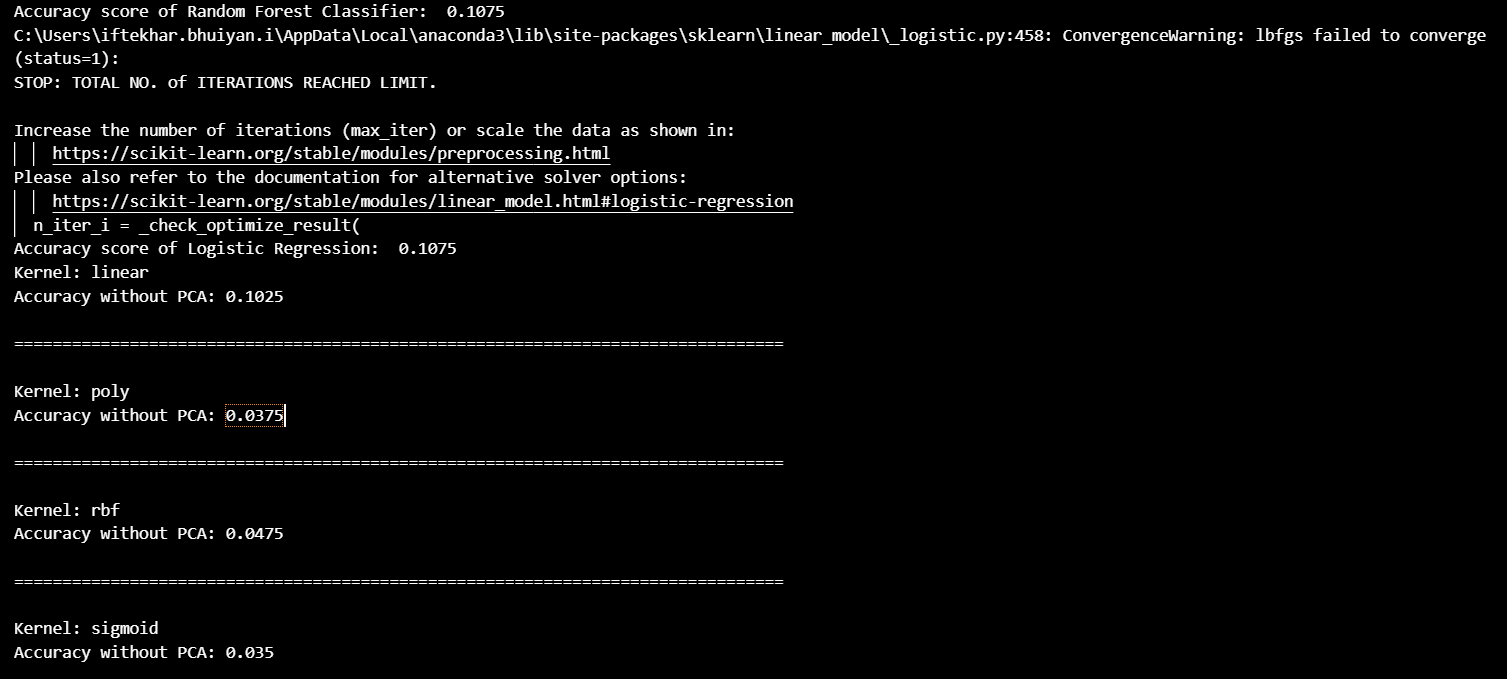 Accuracy score of Random Forest Classifier:  0.1075
C:\Users\iftekhar.bhuiyan.i\AppData\Local\anaconda3\lib\site-packages\sklearn\linear_model\_logistic.py:458: ConvergenceWarning: lbfgs failed to converge
(status=1):
STOP: TOTAL NO. of ITERATIONS REACHED LIMIT.
Increase the number of iterations (max_iter) or scale the data as shown in:
https://scikit-learn.org/stable/modules/preprocessing.html
Please also refer to the documentation for alternative solver options:
https://scikit-learn.org/stable/modules/linear_model.html#logistic-regression
n_iter_i = _check_optimize_result(
Accuracy score of Logistic Regression:  0.1075
Kernel: linear
Accuracy without PCA: 0.1025
================================================================================
Kernel: poly
Accuracy without PCA: 0.0375
================================================================================
Kernel: rbf
Accuracy without PCA: 0.0475
================================================================================
Kernel: sigmoid
Accuracy without PCA: 0.035